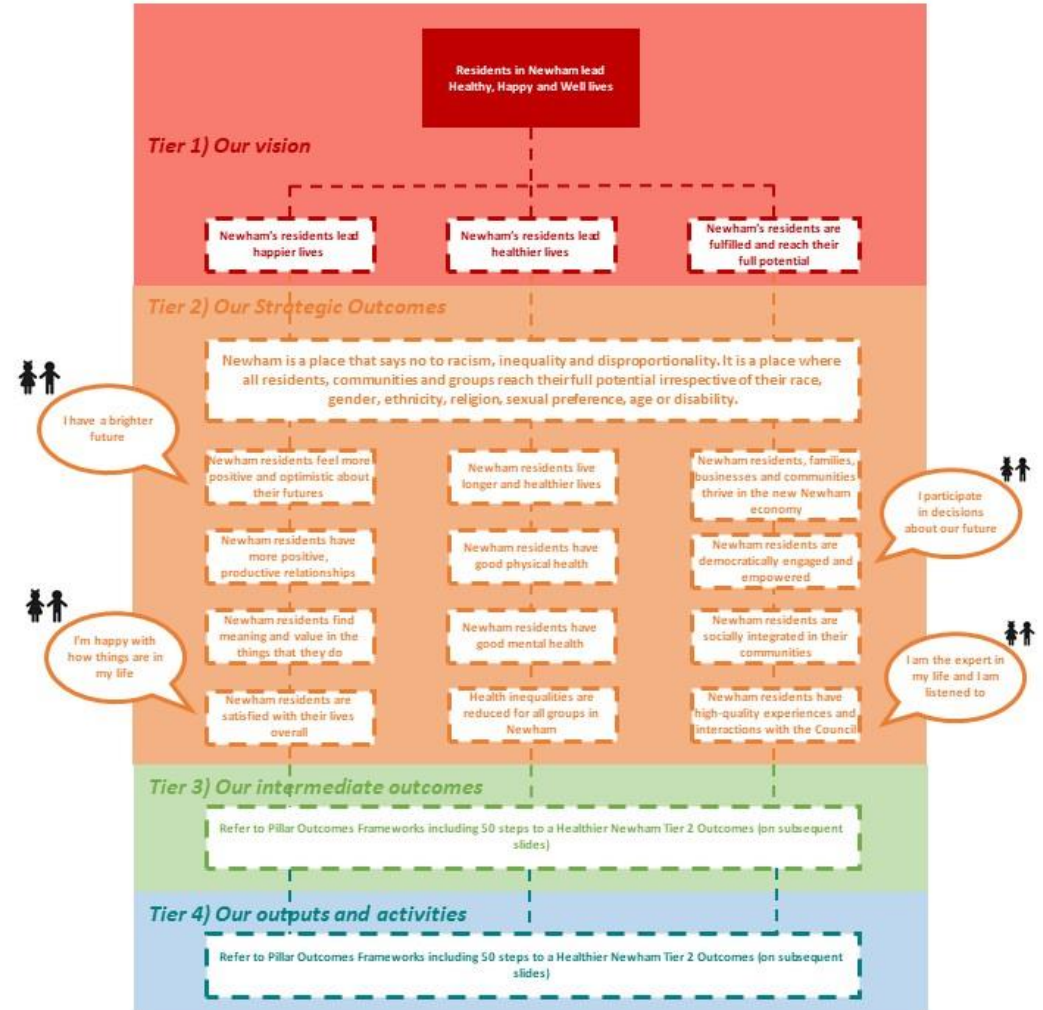 Residents in Newham lead
Healthy, Happy and Well lives
Tier 1) Our vision
Newham's residents lead
happier lives
Newham's residents lead
healthier lives
Newham's residents are
fulfilled and reach their
full potential
Tier 2) Our Strategic Outcomes
Newham is a place that says no to racism, inequality and disproportionality. It is a place where
all residents, communities and groups reach their full potential irrespective of their race,
gender, ethnicity, religion, sexual preference, age or disability.
I have a brighter
future
Newham residents feel more
positive and optimistic about
their futures
Newham residents live
longer and healthier lives
Newham residents, families,
businesses and communities
thrive in the new Newham
economy
I participate
in decisions
about our future
Newham residents have
more positive,
productive relationships
Newham residents have
good physical health
Newham residents are
democratically engaged and
empowered
I'm happy with
how things are in
my life
Newham residents find
meaning and value in the
things that they do
Newham residents have
good mental health
Newham residents are
socially integrated in their
communities
I am the expert in
my life and I am
listened to
Newham residents are
satisfied with their lives
overall
Health inequalities are
reduced for all groups in
Newham
Newham residents have
high-quality experiences and
interactions with the Council
Tier 3) Our intermediate outcomes
Refer to Pillar Outcomes Frameworks including 50 steps to a Healthier Newham Tier 2 Outcomes (on subsequent
slides)
Tier 4) Our outputs and activities
Refer to Pillar Outcomes Frameworks including 50 steps to a Healthier Newham Tier 2 Outcomes (on subsequent
slides)